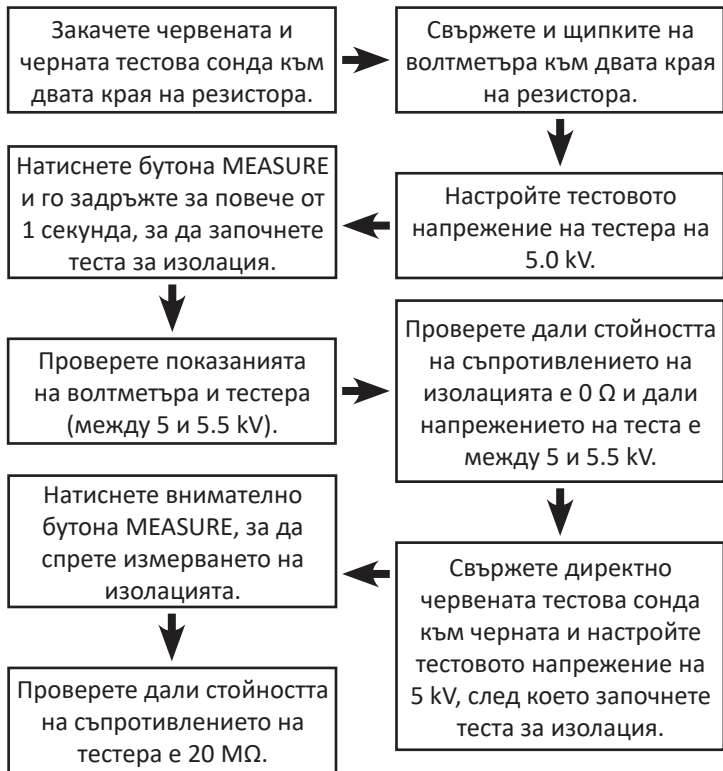 Закачете червената и
черната тестова сонда към
двата края на резистора.
Свържете и щипките на
волтметъра към двата края
на резистора.
Настройте тестовото
напрежение на тестера на
5.0 kV.
Натиснете бутона MEASURE
и го задръжте за повече от
1 секунда, за да започнете
теста за изолация.
Проверете показанията
на волтметъра и тестера
(между 5 и 5.5 kV).
Проверете дали стойността
на съпротивлението на
изолацията е 0 Ω и дали
напрежението на теста е
между 5 и 5.5 kV.
Свържете директно
червената тестова сонда
към черната и настройте
тестовото напрежение на
5 kV, след което започнете
теста за изолация.
Натиснете внимателно
бутона MEASURE, за да
спрете измерването на
изолацията.
Проверете дали стойността
на съпротивлението на
тестера е 20 MΩ.